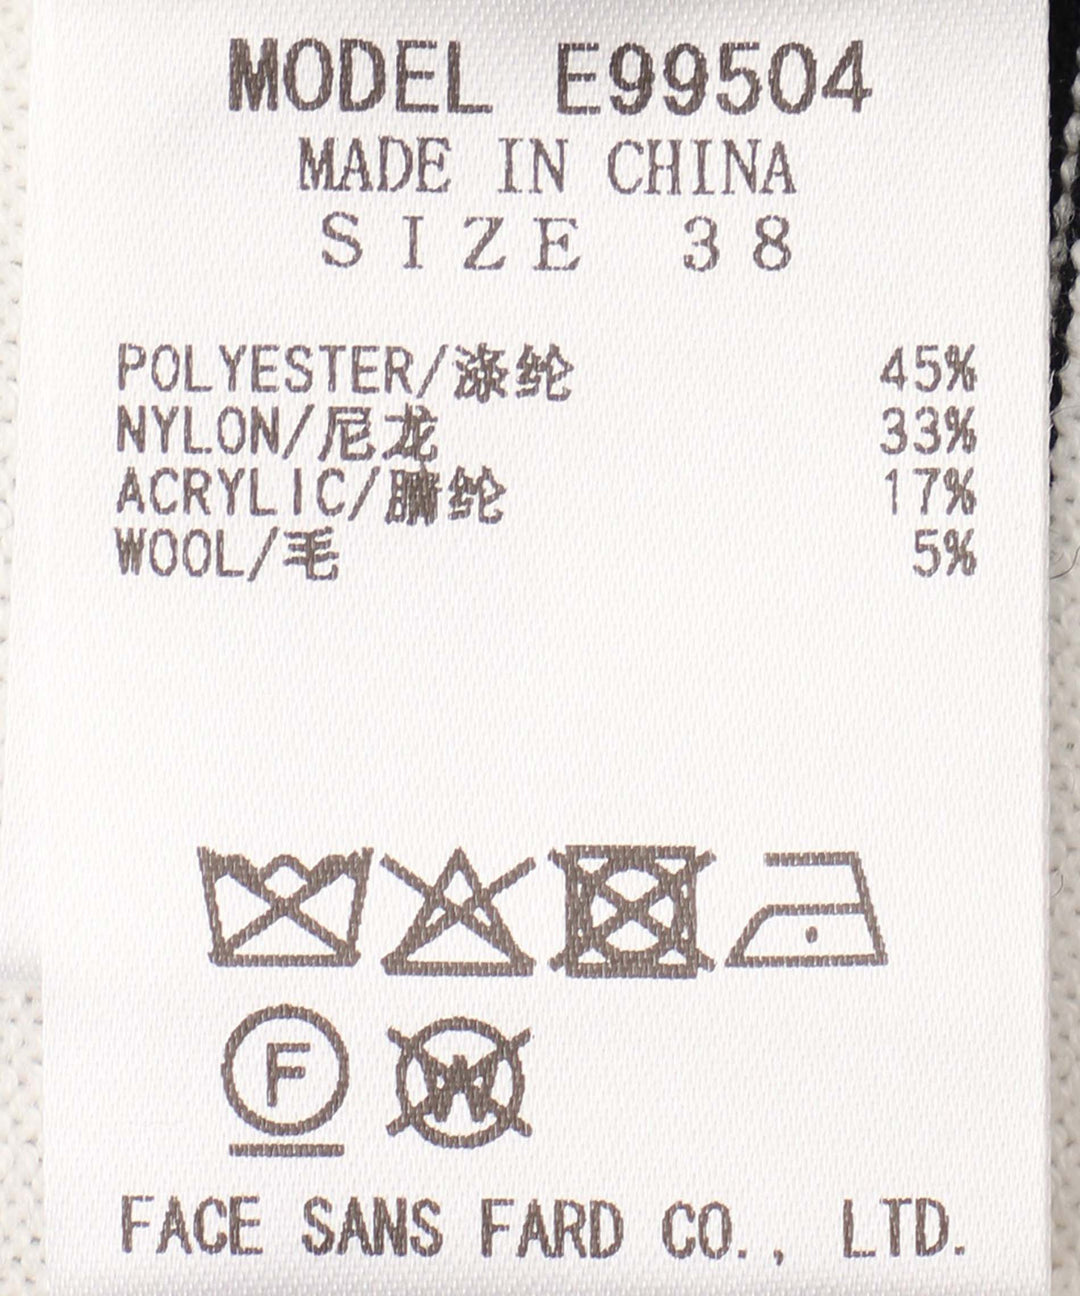 MODEL E99504
MADE IN CHINA
SIZE 38
POLYESTER/涤纶 45%
NYLON/尼龙 33%
ACRYLIC/腈纶 17%
WOOL/毛 5%
F W
FACE SANS FARD CO., LTD.